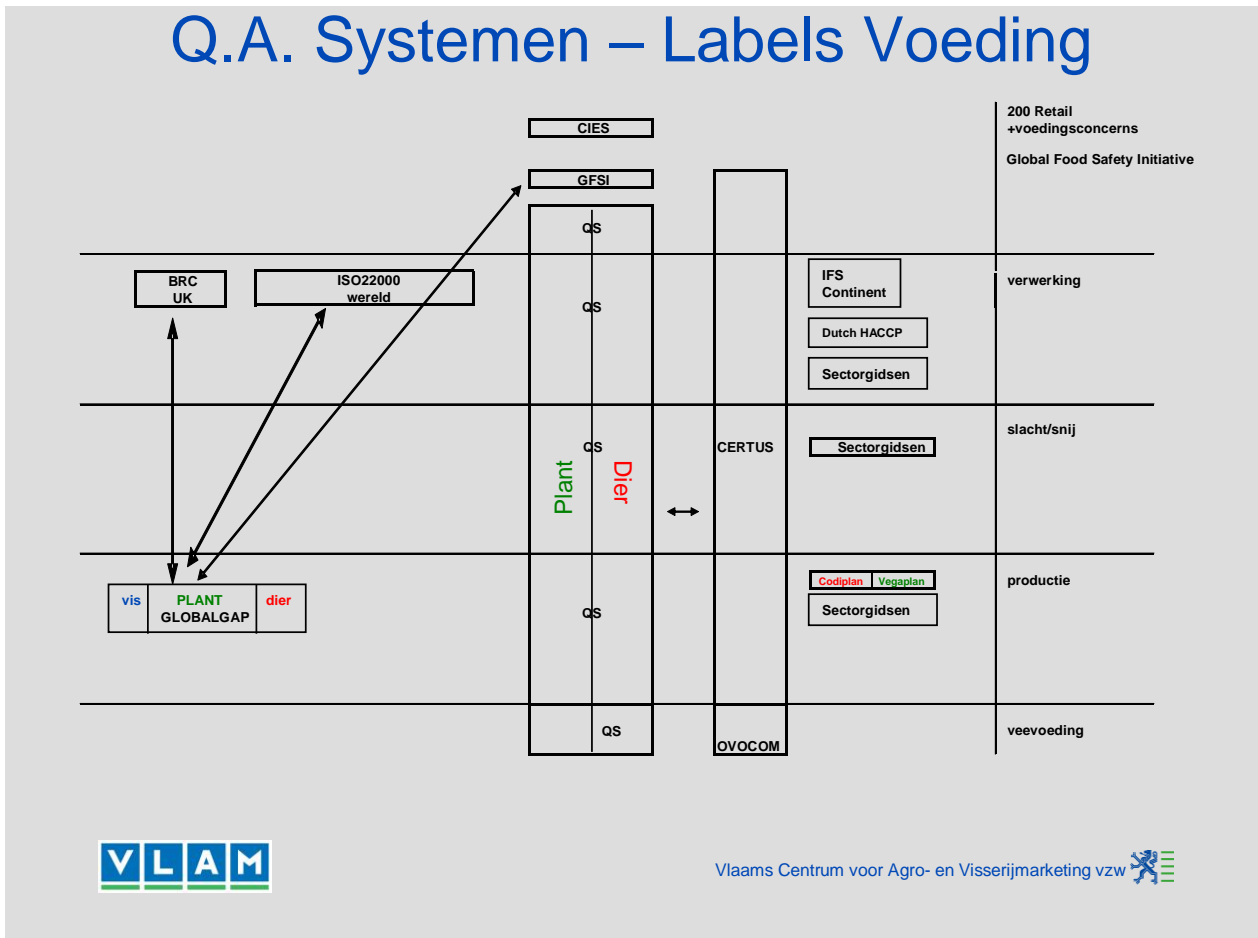 Q.A. Systemen – Labels Voeding
CIES
200 Retail
+voedingsconcerns
Global Food Safety Initiative
GFSI
QS
BRC
UK
ISO22000
wereld
QS
IFS
Continent
Dutch HACCP
Sectorgidsen
verwerking
QS
Plant
Dier
CERTUS
Sectorgidsen
slacht/snij
vis
PLANT
GLOBALGAP
dier
QS
Codiplan
Vegaplan
Sectorgidsen
productie
QS
OVOCOM
veevoeding
VLAM
Vlaams Centrum voor Agro- en Visserijmarketing vzw